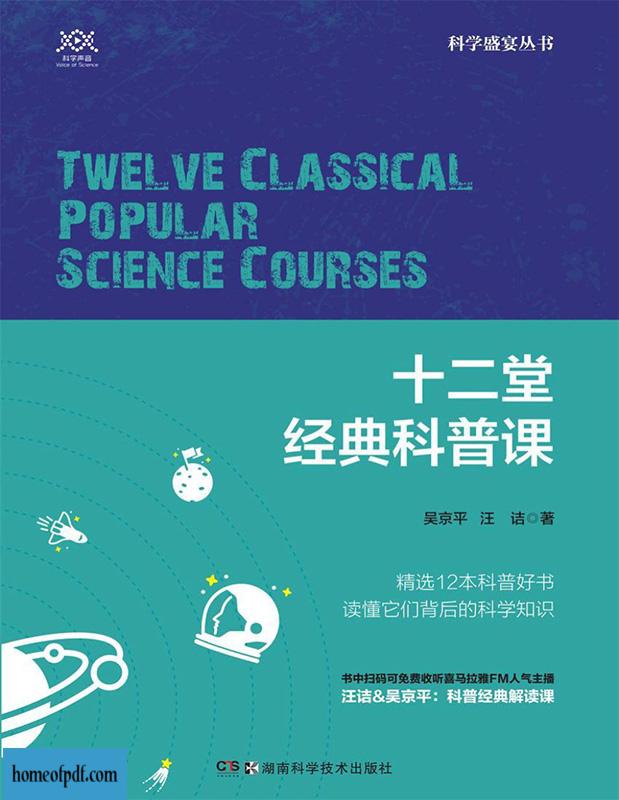 科学声音
Voice of Science
科学盛宴丛书
TWELVE CLASSICAL
POPULAR
SCIENCE COURSES
十二堂
经典科普课
吴京平 汪 诘◎著
精选12本科普好书
读懂它们背后的科学知识
书中扫码可免费收听喜马拉雅FM人气主播
汪诘&吴京平：科普经典解读课
湖南科学技术出版社
homeofpdf.com